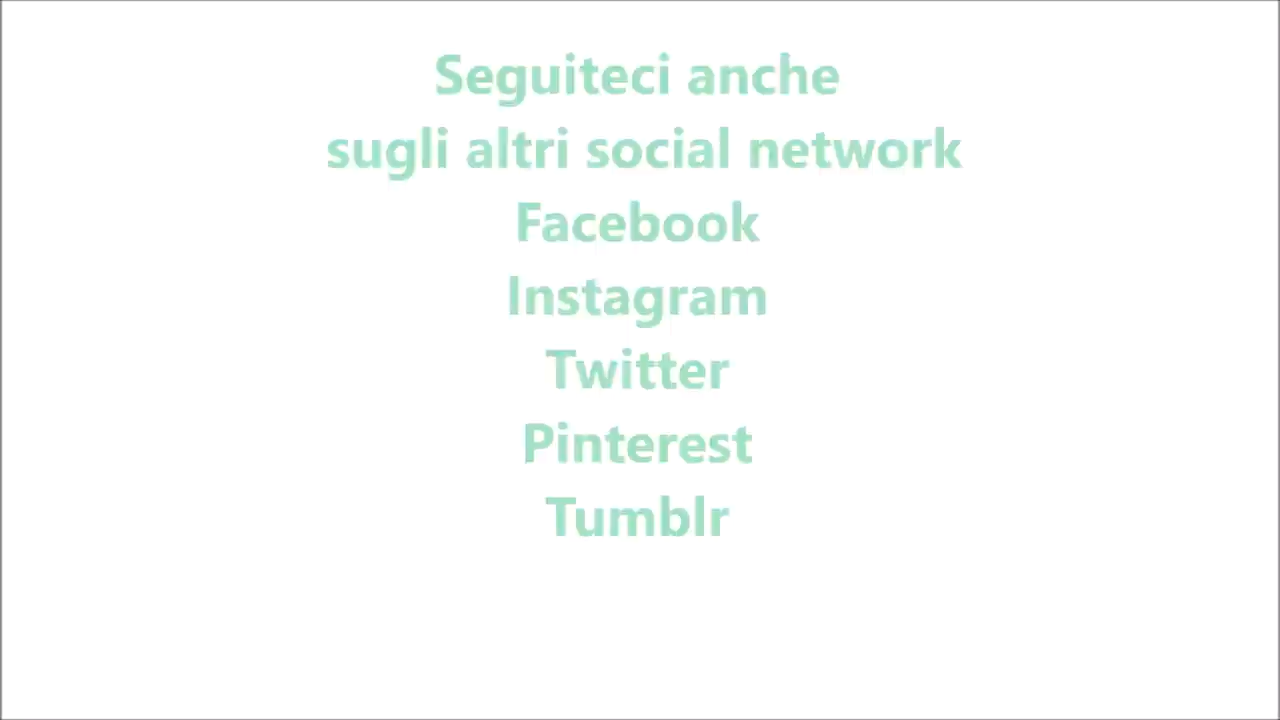 Seguiteci anche
sugli altri social network
Facebook
Instagram
Twitter
Pinterest
Tumblr